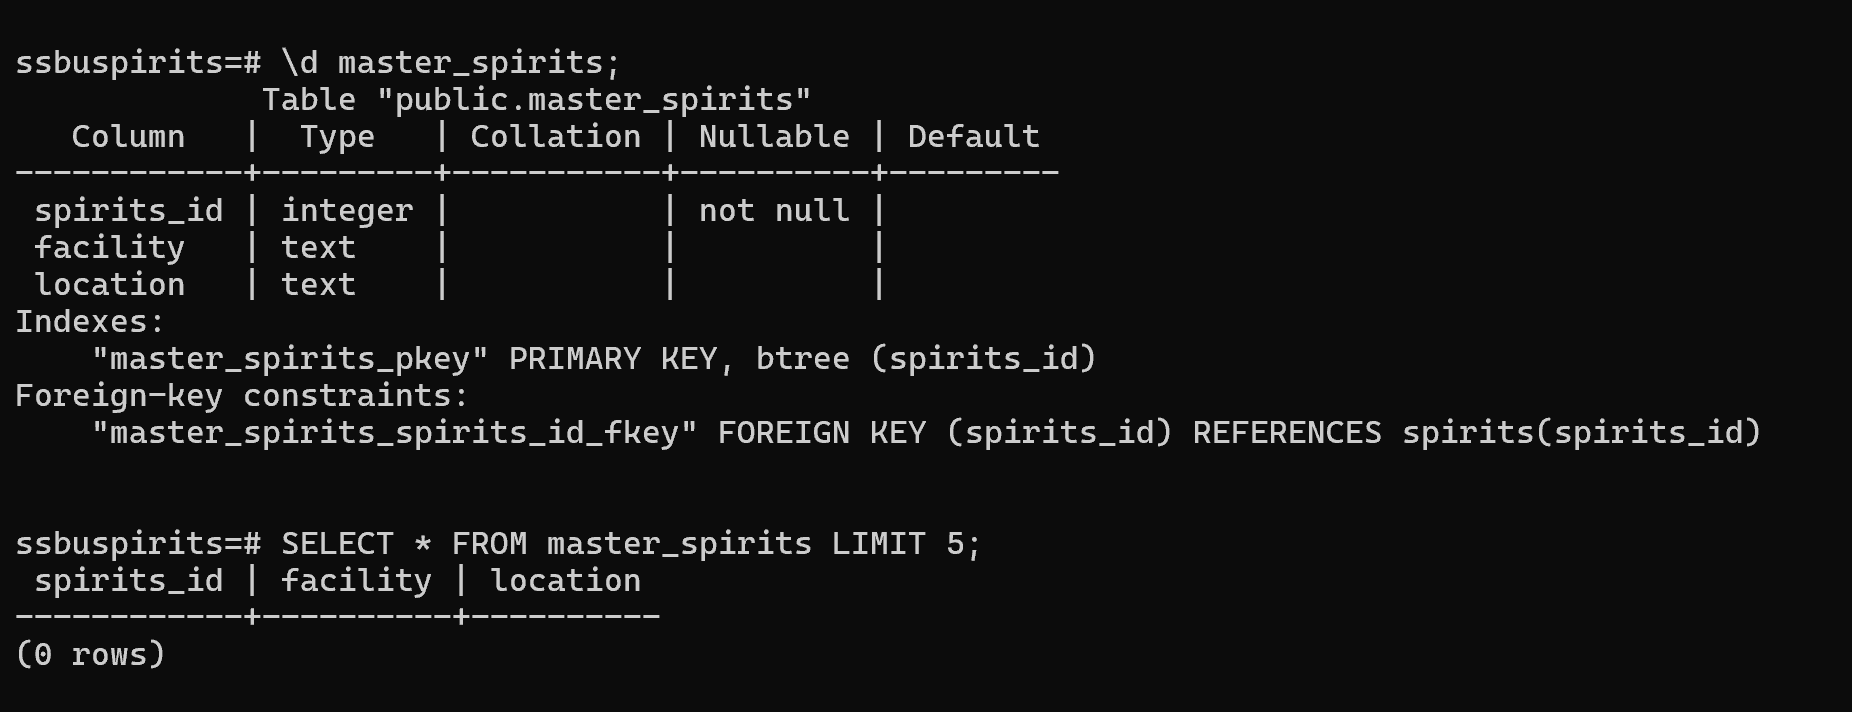 ssbuspirits=# \d master_spirits;
             Table "public.master_spirits"
   Column   |  Type   | Collation | Nullable | Default
------------+---------+-----------+----------+---------
 spirits_id | integer |           | not null |
 facility   | text    |           |          |
 location   | text    |           |          |
Indexes:
    "master_spirits_pkey" PRIMARY KEY, btree (spirits_id)
Foreign-key constraints:
    "master_spirits_spirits_id_fkey" FOREIGN KEY (spirits_id) REFERENCES spirits(spirits_id)
ssbuspirits=# SELECT * FROM master_spirits LIMIT 5;
 spirits_id | facility | location
------------+----------+----------
(0 rows)